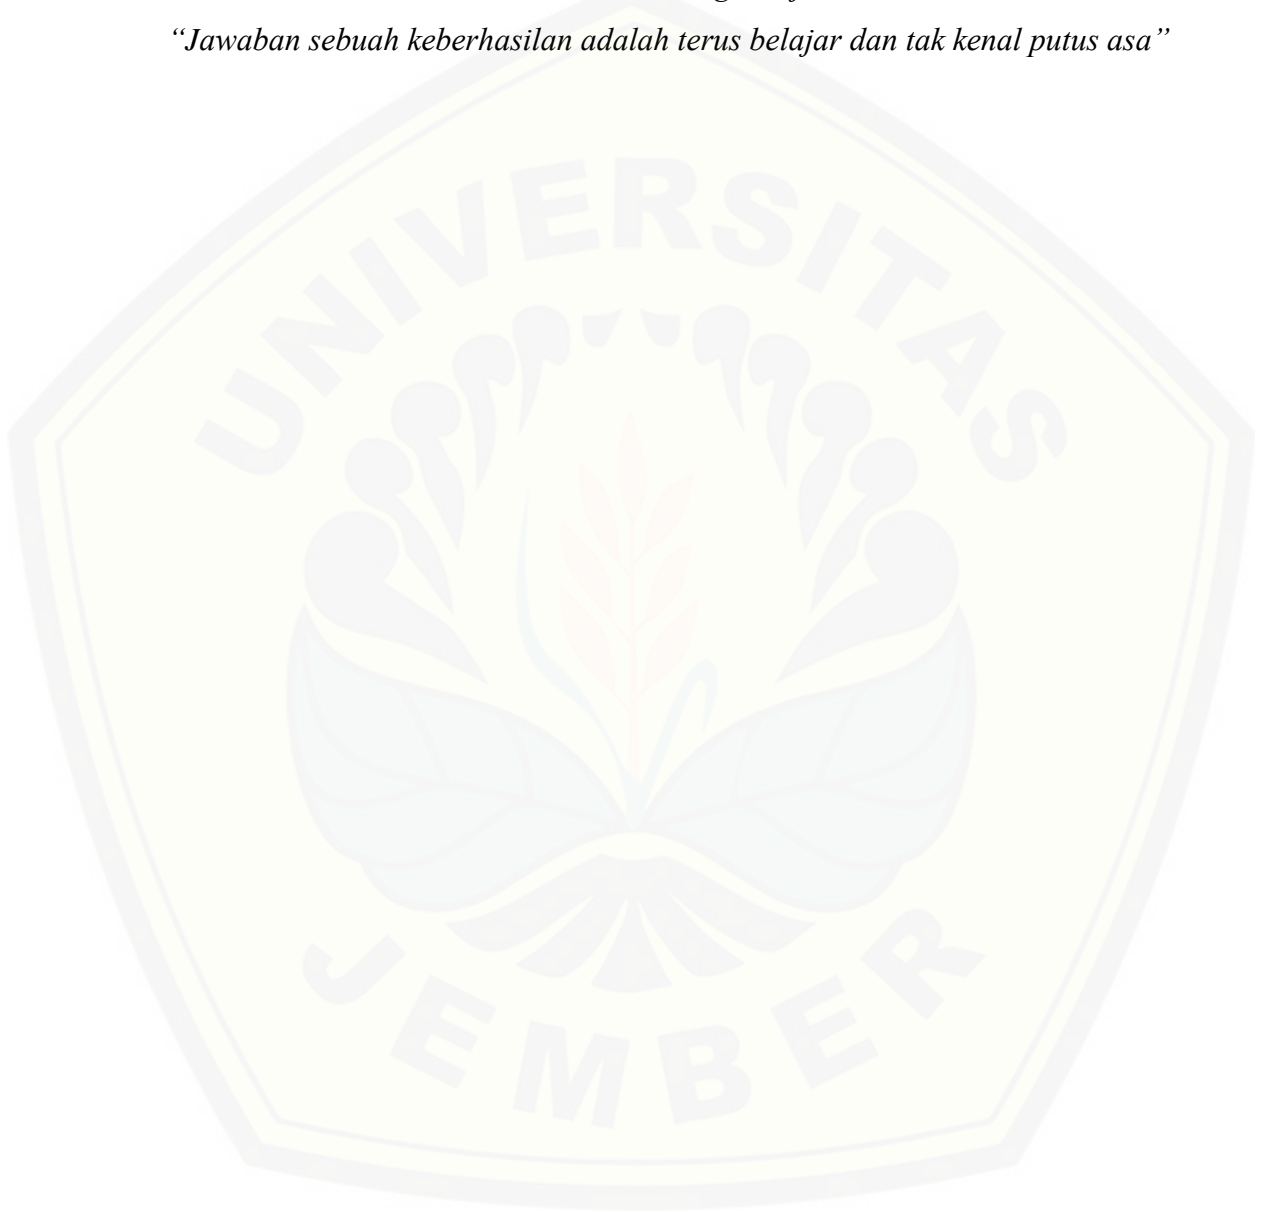 “Jawaban sebuah keberhasilan adalah terus belajar dan tak kenal putus asa”
UNIVERSITAS
JEMBER